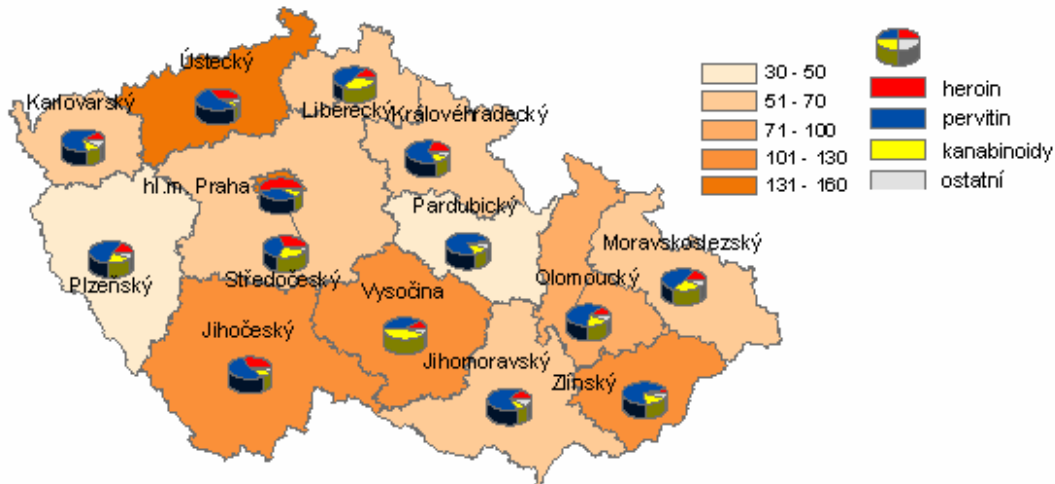 Ústecký
Karlovarský
Liberecký
Královéhradecký
hl.m. Praha
Pardubický
Plzeňský
Středočeský
Vysočina
Moravskoslezský
Olomoucký
Jihočeský
Jihomoravský
Zlínský
30 - 50
51 - 70
71 - 100
101 - 130
131 - 160
heroin
pervitin
kanabinoidy
ostatní